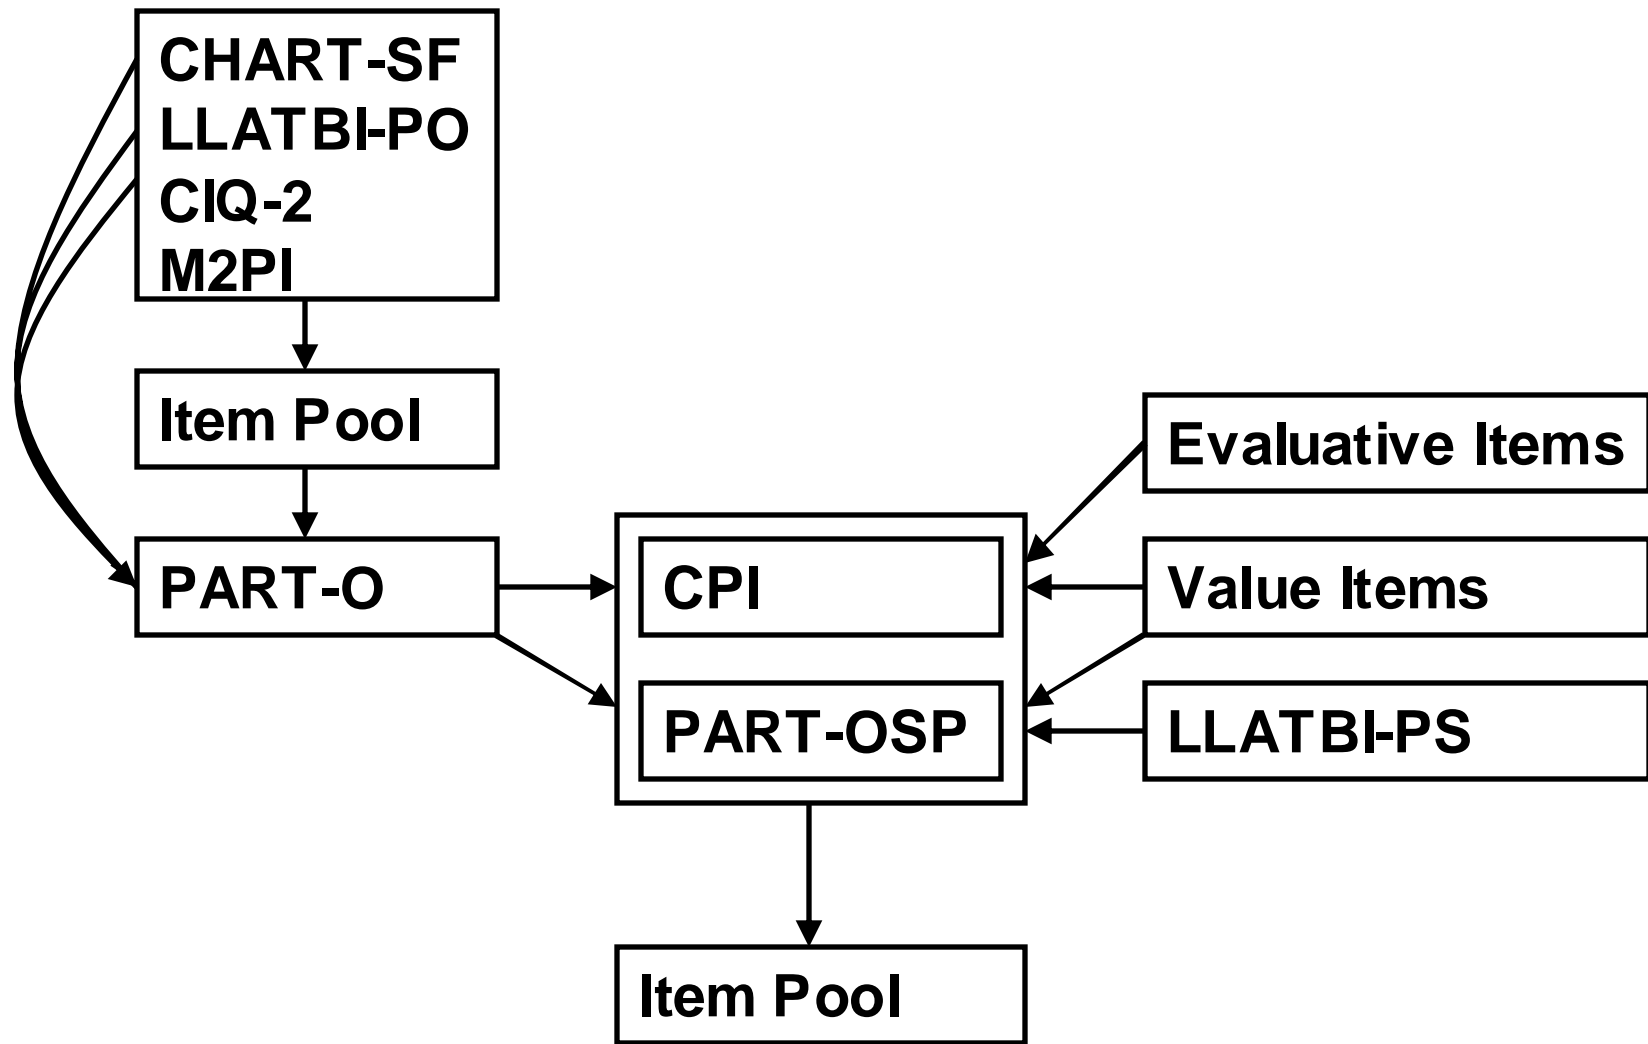 CHART-SF
LLATBI-PO
CIQ-2
M2PI
Item Pool
Evaluative Items
PART-O
CPI
Value Items
PART-OSP
LLATBI-PS
Item Pool